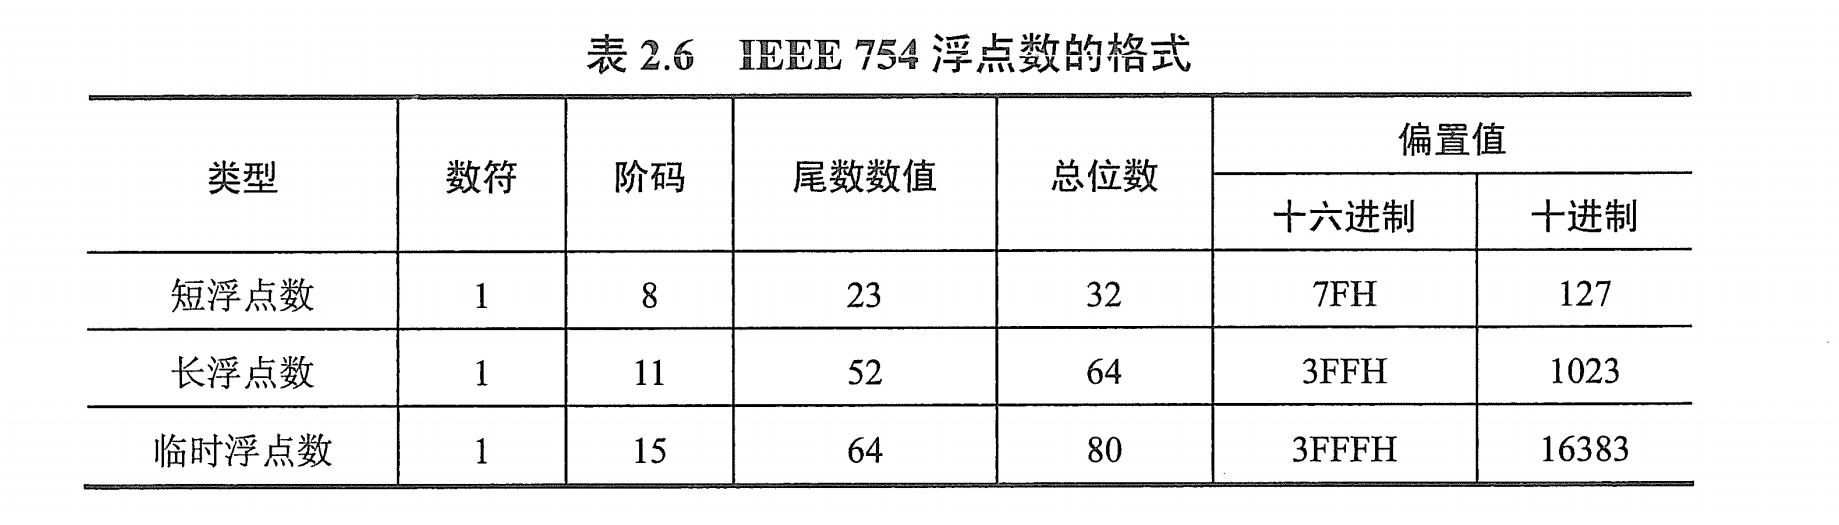 表 2.6 IEEE 754 浮点数的格式
类型 数符 阶码 尾数数值 总位数 偏置值
十六进制 十进制
短浮点数 1 8 23 32 7FH 127
长浮点数 1 11 52 64 3FFH 1023
临时浮点数 1 15 64 80 3FFFH 16383